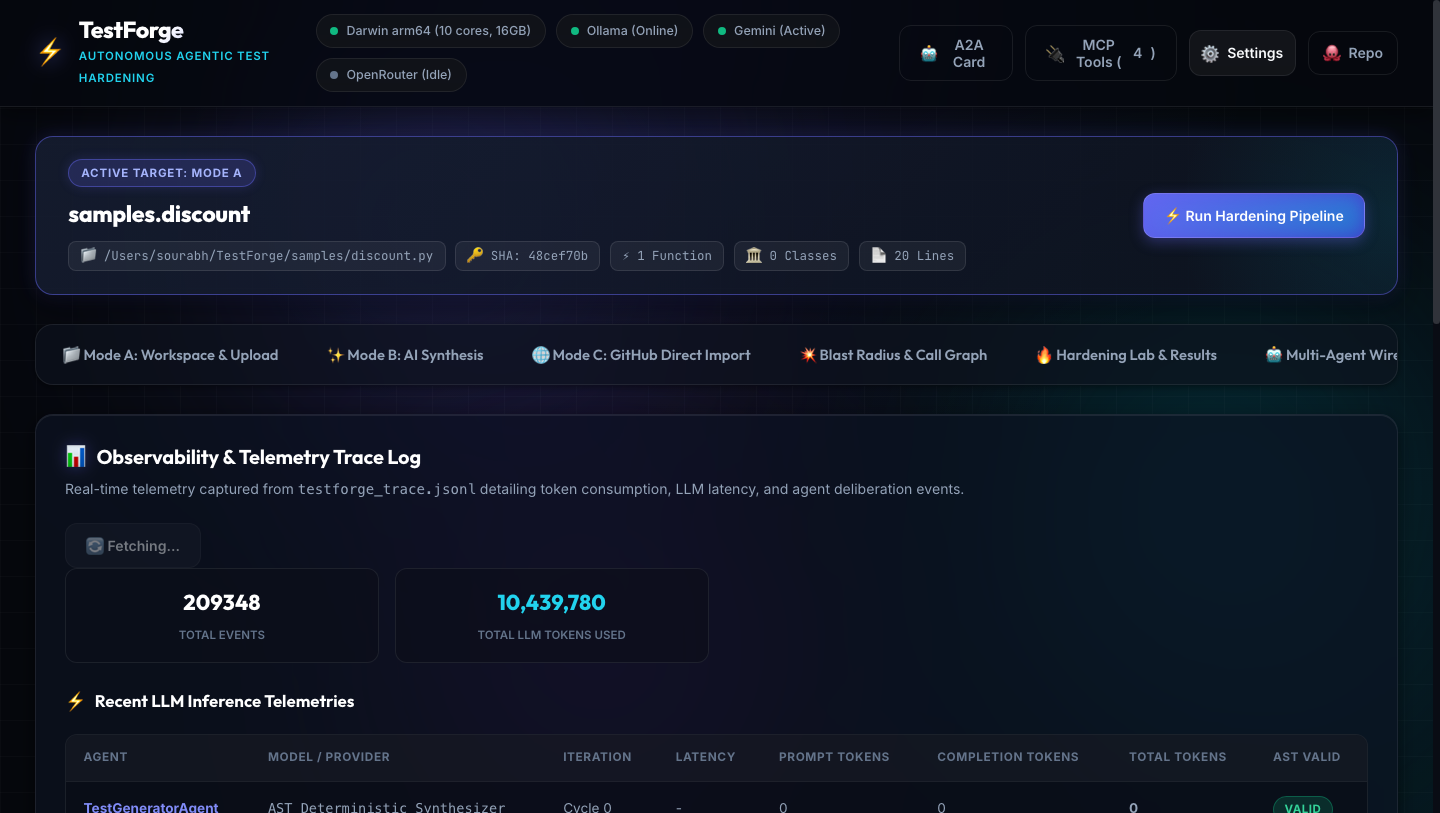 TestForge
AUTONOMOUS AGENTIC TEST
HARDENING
Darwin arm64 (10 cores, 16GB)
Ollama (Online)
Gemini (Active)
OpenRouter (Idle)
A2A
Card
MCP
Tools (
4 )
Settings
Repo
ACTIVE TARGET: MODE A
samples.discount
/Users/sourabh/TestForge/samples/discount.py
SHA: 48cef70b
⚡ 1 Function
0 Classes
20 Lines
⚡ Run Hardening Pipeline
Mode A: Workspace & Upload
Mode B: AI Synthesis
Mode C: GitHub Direct Import
Blast Radius & Call Graph
Hardening Lab & Results
Multi-Agent Wire
Observability & Telemetry Trace Log
Real-time telemetry captured from testforge_trace.jsonl detailing token consumption, LLM latency, and agent deliberation events.
Fetching...
209348
TOTAL EVENTS
10,439,780
TOTAL LLM TOKENS USED
Recent LLM Inference Telemetries
AGENT MODEL / PROVIDER ITERATION LATENCY PROMPT TOKENS COMPLETION TOKENS TOTAL TOKENS AST VALID
TestGeneratorAgent AST Deterministic Synthesizer Cycle 0 - 0 0 0 VALID